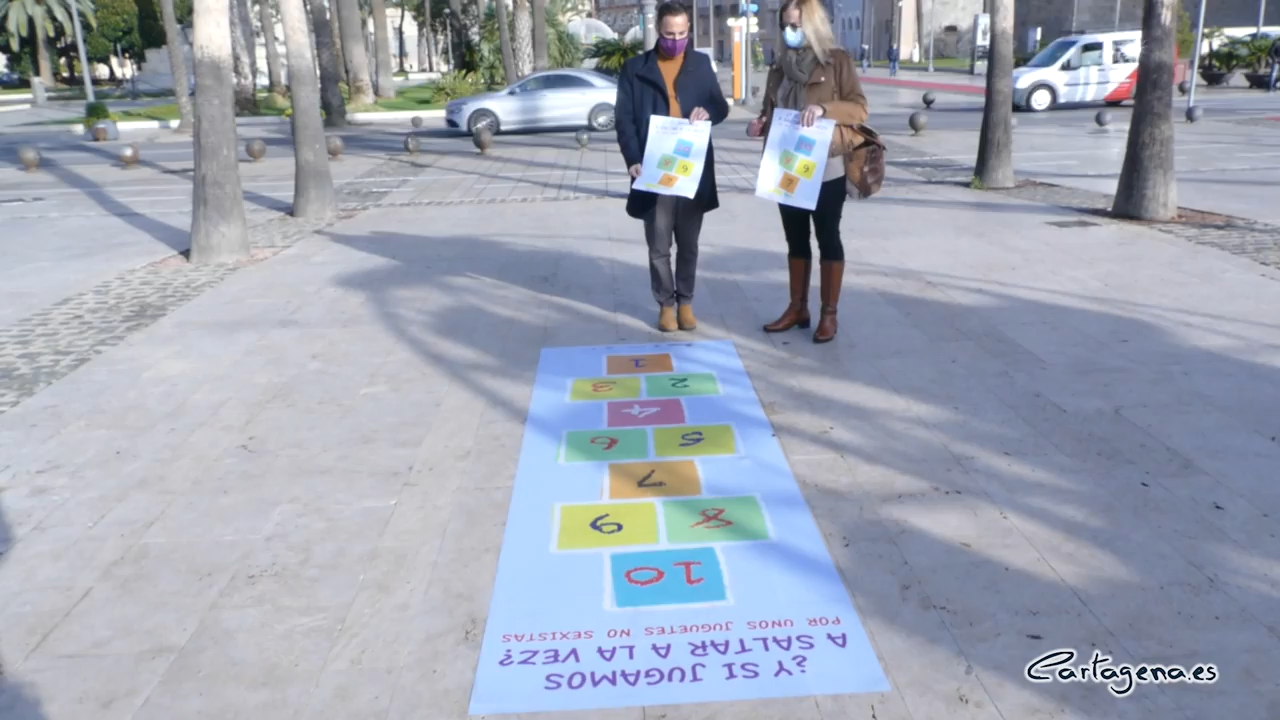 1
2 3
4
5 6
7
8 9
10
¿Y SI JUGAMOS
A SALTAR A LA VEZ?
POR UNOS JUGUETES NO SEXISTAS
Cartagena.es